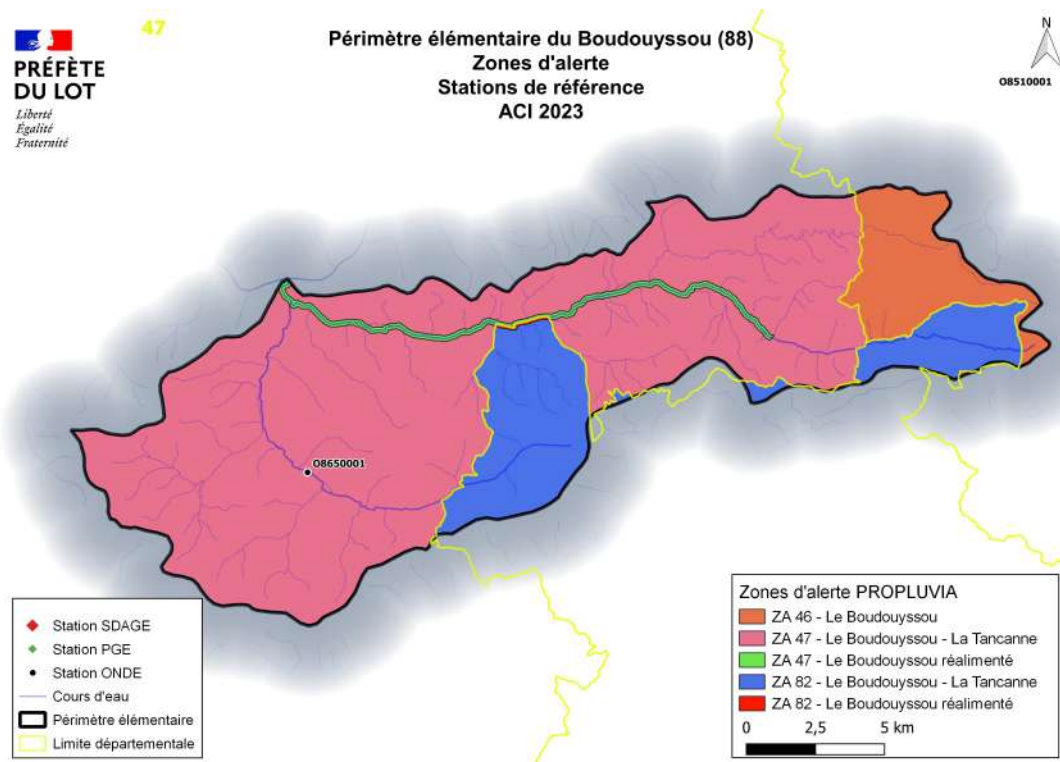 47
PRÉFÈTE
DU LOT
Liberté
Égalité
Fraternité
Périmètre élémentaire du Boudouyssou (88)
Zones d'alerte
Stations de référence
ACI 2023
N
O8510001
O8650001
Station SDAGE
Station PGE
Station ONDE
Cours d'eau
Périmètre élémentaire
Limite départementale
Zones d'alerte PROPLUVIA
ZA 46 - Le Boudouyssou
ZA 47 - Le Boudouyssou - La Tancanne
ZA 47 - Le Boudouyssou réalimenté
ZA 82 - Le Boudouyssou - La Tancanne
ZA 82 - Le Boudouyssou réalimenté
0 2,5 5 km